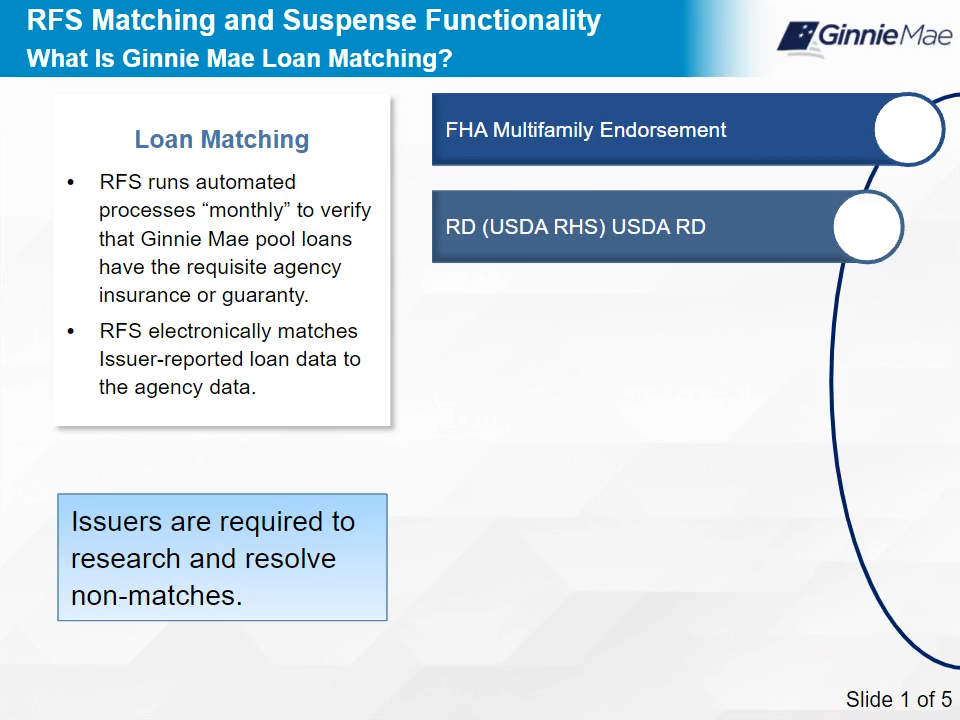 RFS Matching and Suspense Functionality
What Is Ginnie Mae Loan Matching?
GinnieMae
Loan Matching
• RFS runs automated
processes “monthly” to verify
that Ginnie Mae pool loans
have the requisite agency
insurance or guaranty.
• RFS electronically matches
Issuer-reported loan data to
the agency data.
Issuers are required to
research and resolve
non-matches.
FHA Multifamily Endorsement
RD (USDA RHS) USDA RD
Slide 1 of 5